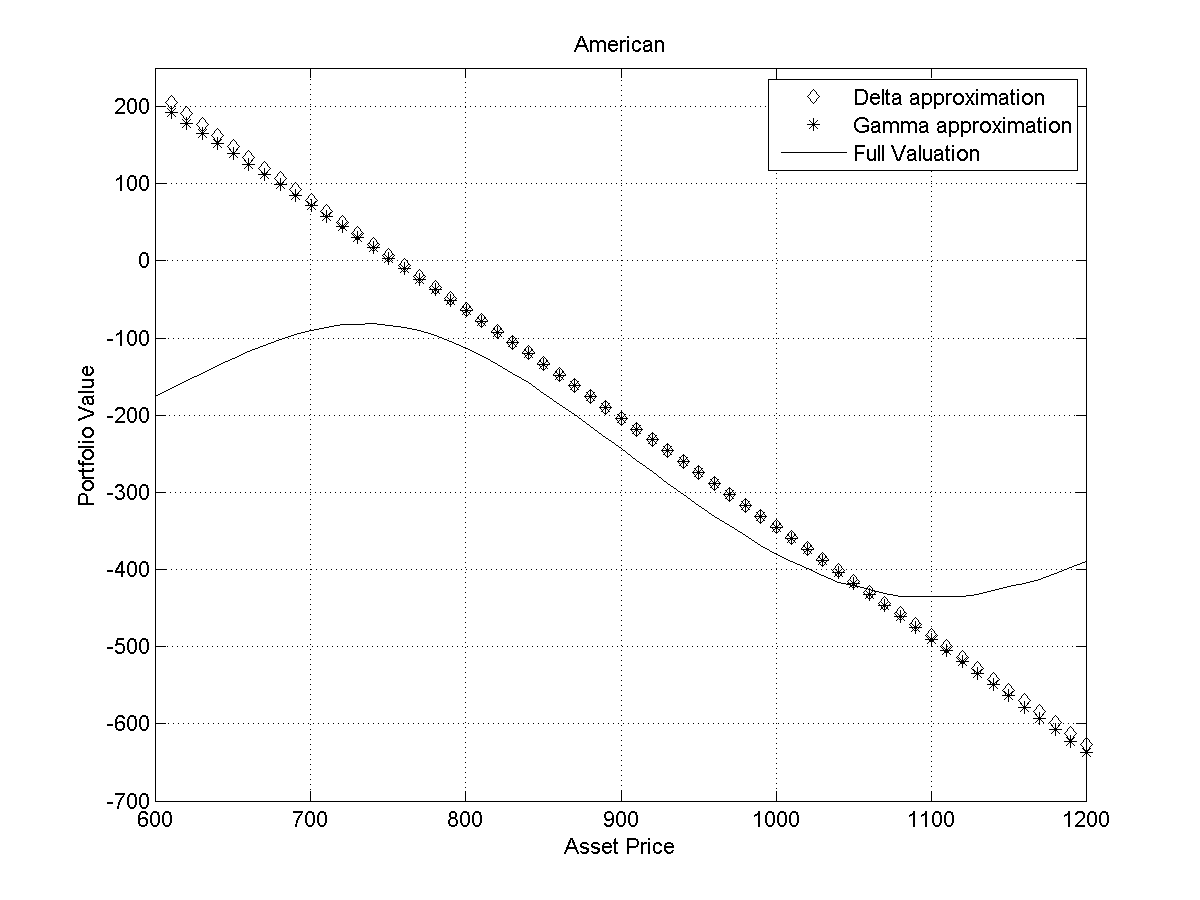 American
Delta approximation
Gamma approximation
Full Valuation
200
100
0
-100
-200
-300
-400
-500
-600
-700
Portfolio Value
600 700 800 900 1000 1100 1200
Asset Price